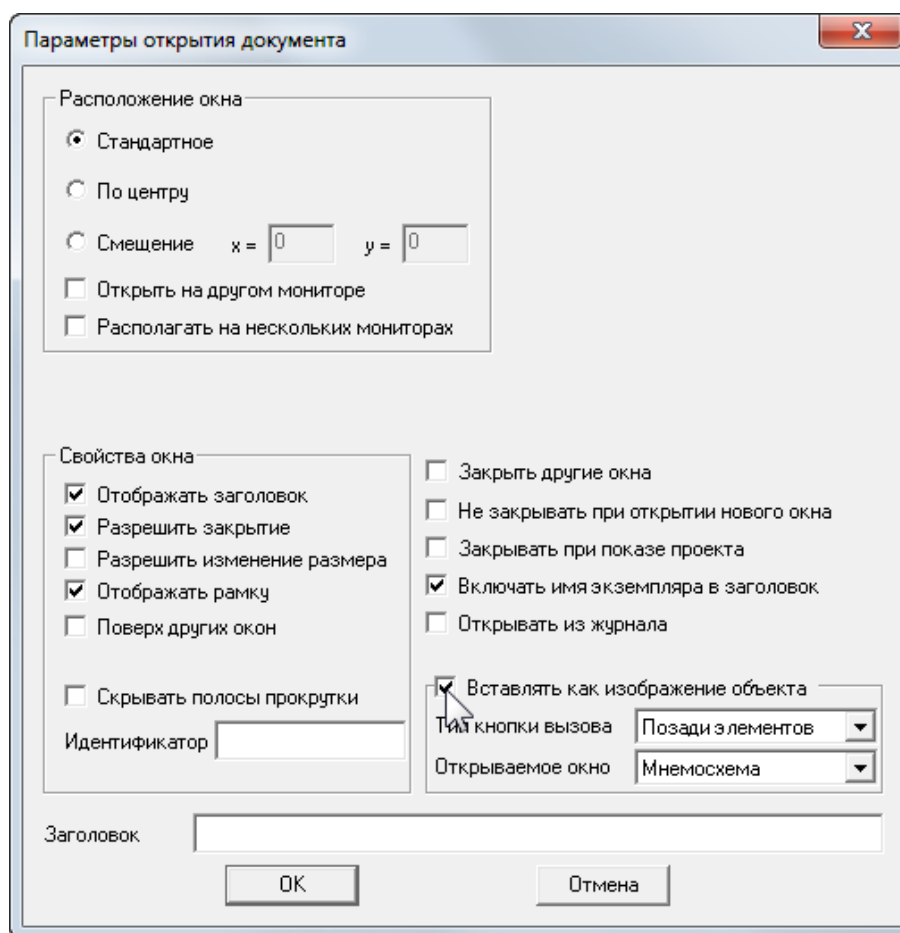 Параметры открытия документа
Расположение окна
Стандартное
По центру
Смещение x = 0 y = 0
Открыть на другом мониторе
Располагать на нескольких мониторах
Свойства окна
Отображать заголовок
Разрешить закрытие
Разрешить изменение размера
Отображать рамку
Поверх других окон
Скрывать полосы прокрутки
Идентификатор
Закрыть другие окна
Не закрывать при открытии нового окна
Закрывать при показе проекта
Включать имя экземпляра в заголовок
Открывать из журнала
Вставлять как изображение объекта
Тип кнопки вызова Позади элементов
Открываемое окно Мнемосхема
Заголовок
OK Отмена